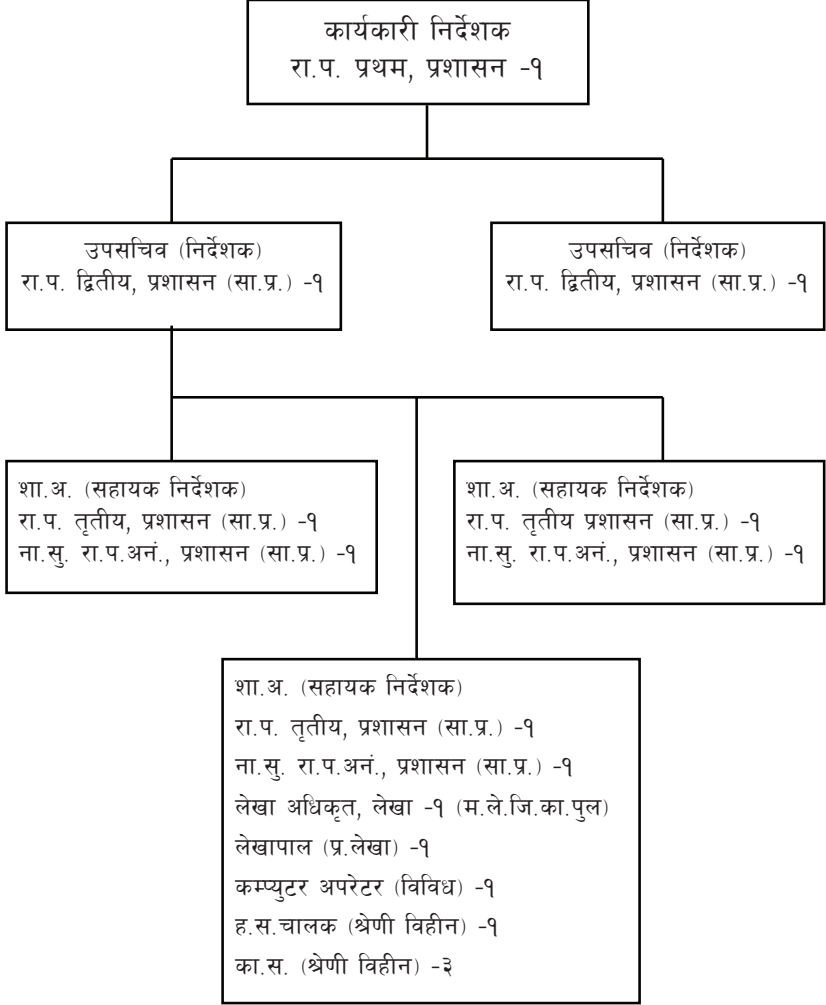 कार्यकारी निर्देशक
रा.प. प्रथम, प्रशासन -१
उपसचिव (निर्देशक)
रा.प. द्वितीय, प्रशासन (सा.प्र.) -१
उपसचिव (निर्देशक)
रा.प. द्वितीय, प्रशासन (सा.प्र.) -१
शा.अ. (सहायक निर्देशक)
रा.प. तृतीय, प्रशासन (सा.प्र.) -१
ना.सु. रा.प.अनं., प्रशासन (सा.प्र.) -१
शा.अ. (सहायक निर्देशक)
रा.प. तृतीय प्रशासन (सा.प्र.) -१
ना.सु. रा.प.अनं., प्रशासन (सा.प्र.) -१
शा.अ. (सहायक निर्देशक)
रा.प. तृतीय, प्रशासन (सा.प्र.) -१
ना.सु. रा.प.अनं., प्रशासन (सा.प्र.) -१
लेखा अधिकृत, लेखा -१ (म.ले.जि.का.पुल)
लेखापाल (प्र.लेखा) -१
कम्प्युटर अपरेटर (विविध) -१
ह.स.चालक (श्रेणी विहीन) -१
का.स. (श्रेणी विहीन) -३